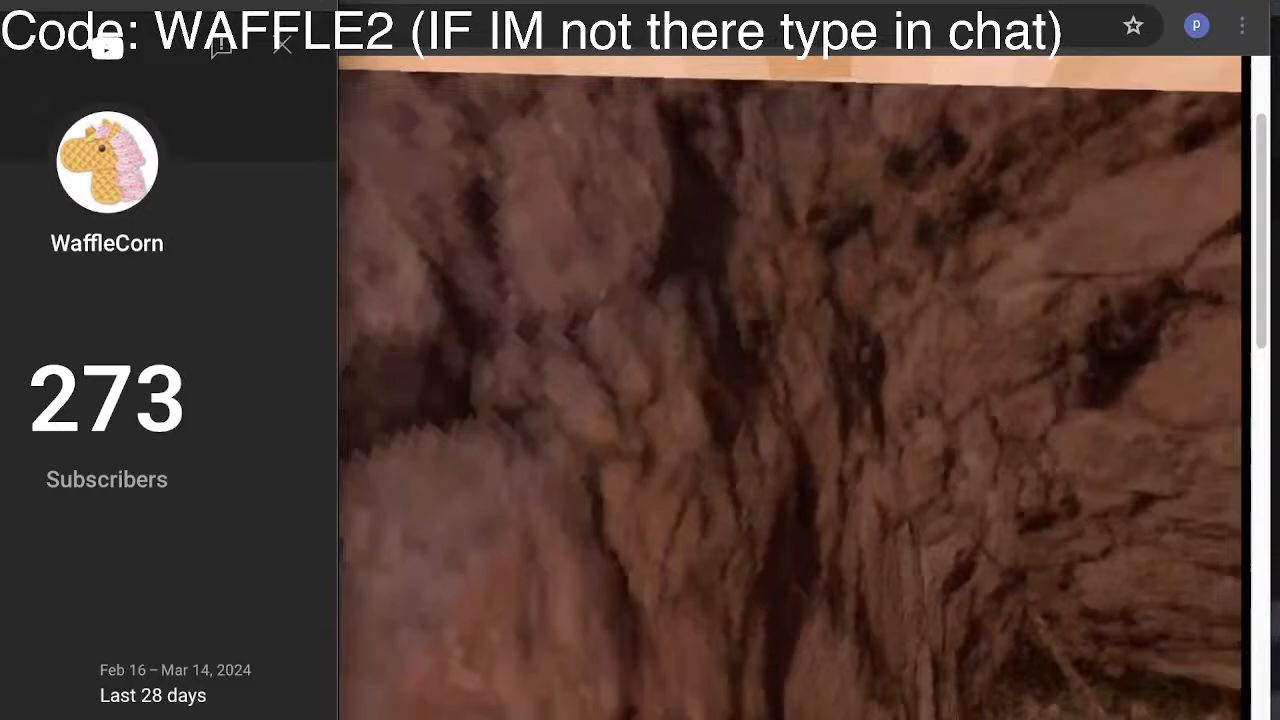 Code: WAFFLE2 (IF IM not there type in chat)
p
WaffleCorn
273
Subscribers
Feb 16 – Mar 14, 2024
Last 28 days